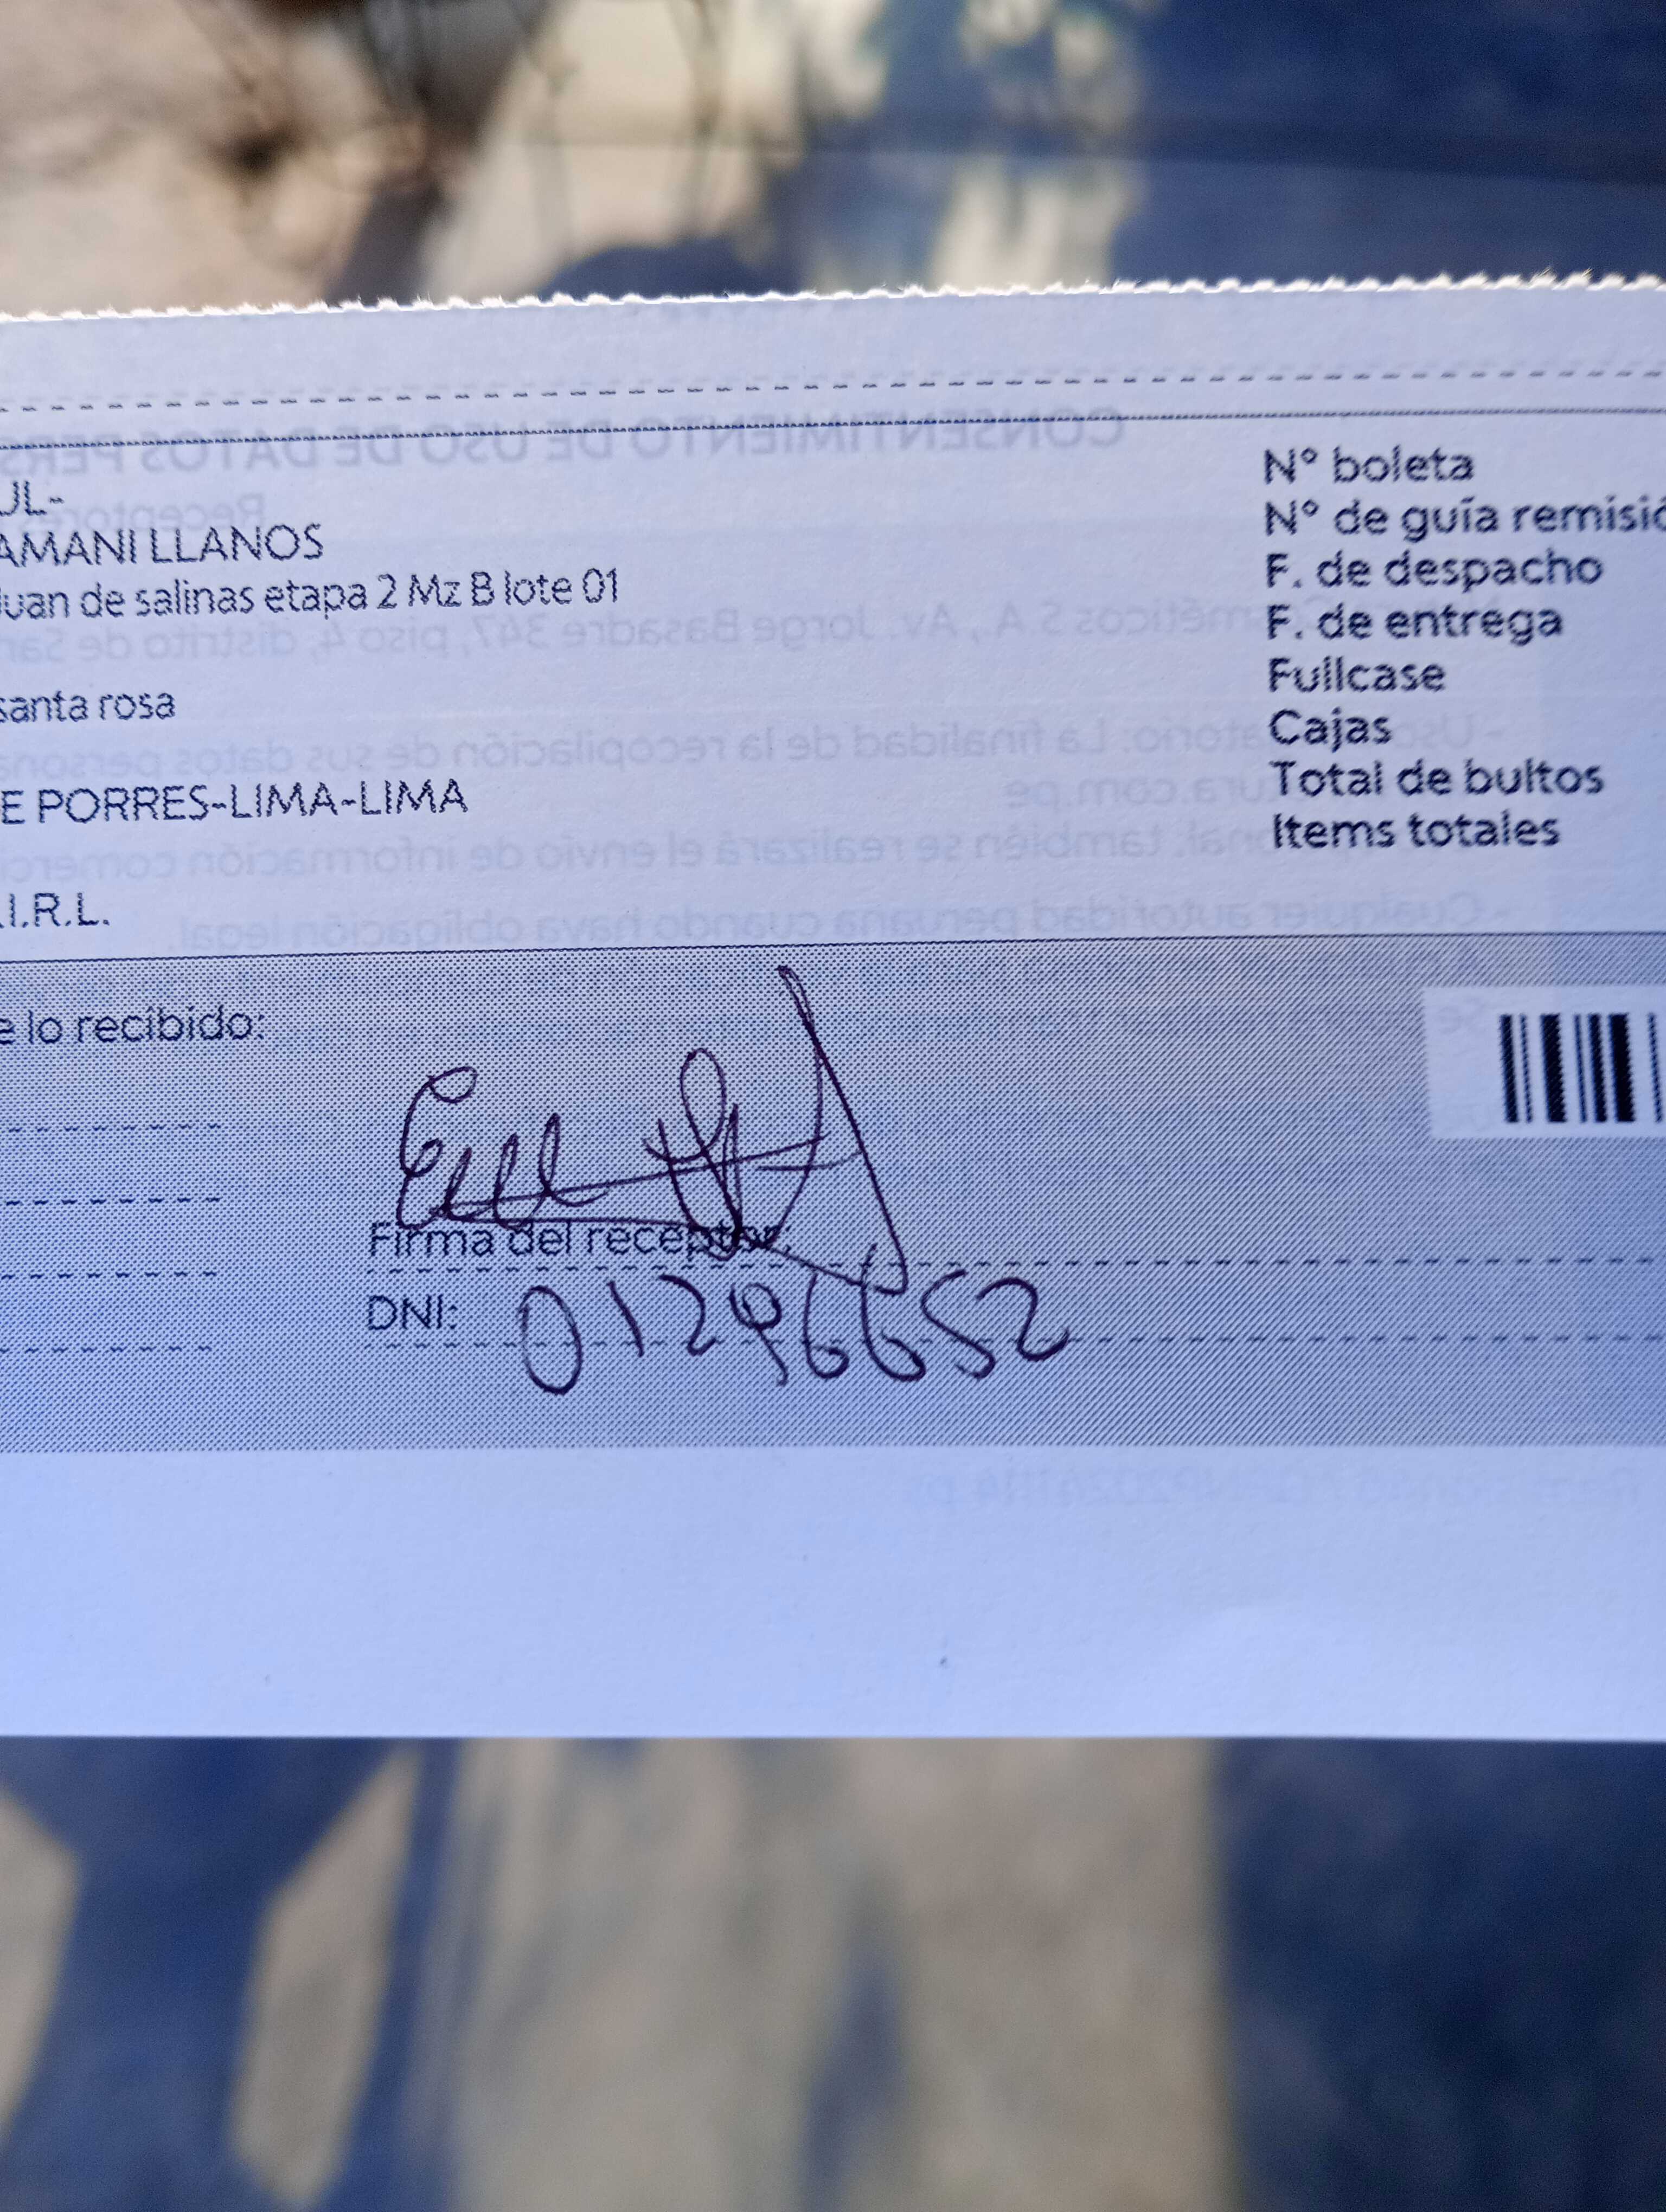 UL-
AMANI LLANOS
Juan de salinas etapa 2 Mz B lote 01
santa rosa
E PORRES-LIMA-LIMA
.I.R.L.
N° boleta
N° de guía remisió
F. de despacho
F. de entrega
Fullcase
Cajas
Total de bultos
Items totales
e lo recibido:
Firma del receptor:
DNI: 01296652